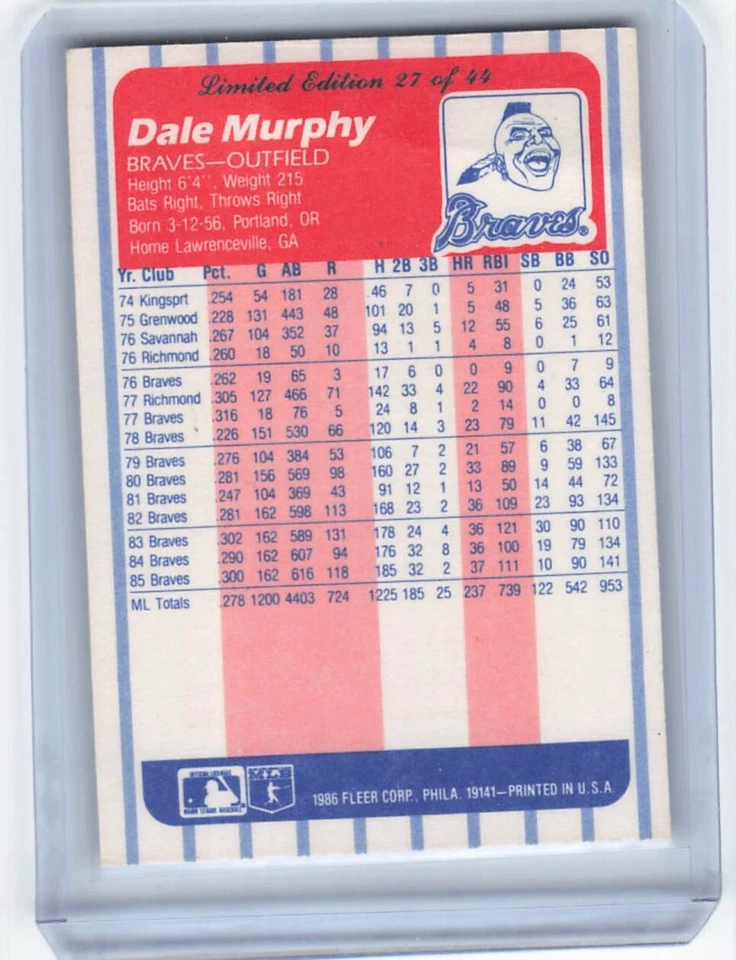 Limited Edition 27 of 44
Dale Murphy
BRAVES—OUTFIELD
Height 6'4", Weight 215
Bats Right, Throws Right
Born 3-12-56, Portland, OR
Home Lawrenceville, GA
Braves®
Yr. Club Pct. G AB R H 2B 3B HR RBI SB BB SO
74 Kingsprt .254 54 181 28 46 7 0 5 31 0 24 53
75 Grenwood .228 131 443 48 101 20 1 5 48 5 36 63
76 Savannah .267 104 352 37 94 13 5 12 55 6 25 61
76 Richmond .260 18 50 10 13 1 1 4 8 0 1 12
76 Braves .262 19 65 3 17 6 0 0 9 0 7 9
77 Richmond .305 127 466 71 142 33 4 22 90 4 33 64
77 Braves .316 18 76 5 24 8 1 2 14 0 0 8
78 Braves .226 151 530 66 120 14 3 23 79 11 42 145
79 Braves .276 104 384 53 106 7 2 21 57 6 38 67
80 Braves .281 156 569 98 160 27 2 33 89 9 59 133
81 Braves .247 104 369 43 91 12 1 13 50 14 44 72
82 Braves .281 162 598 113 168 23 2 36 109 23 93 134
83 Braves .302 162 589 131 178 24 4 36 121 30 90 110
84 Braves .290 162 607 94 176 32 8 36 100 19 79 134
85 Braves .300 162 616 118 185 32 2 37 111 10 90 141
ML Totals .278 1200 4403 724 1225 185 25 237 739 122 542 953
OFFICIAL LICENSEE
MAJOR LEAGUE BASEBALL
1986 FLEER CORP., PHILA. 19141—PRINTED IN U.S.A.